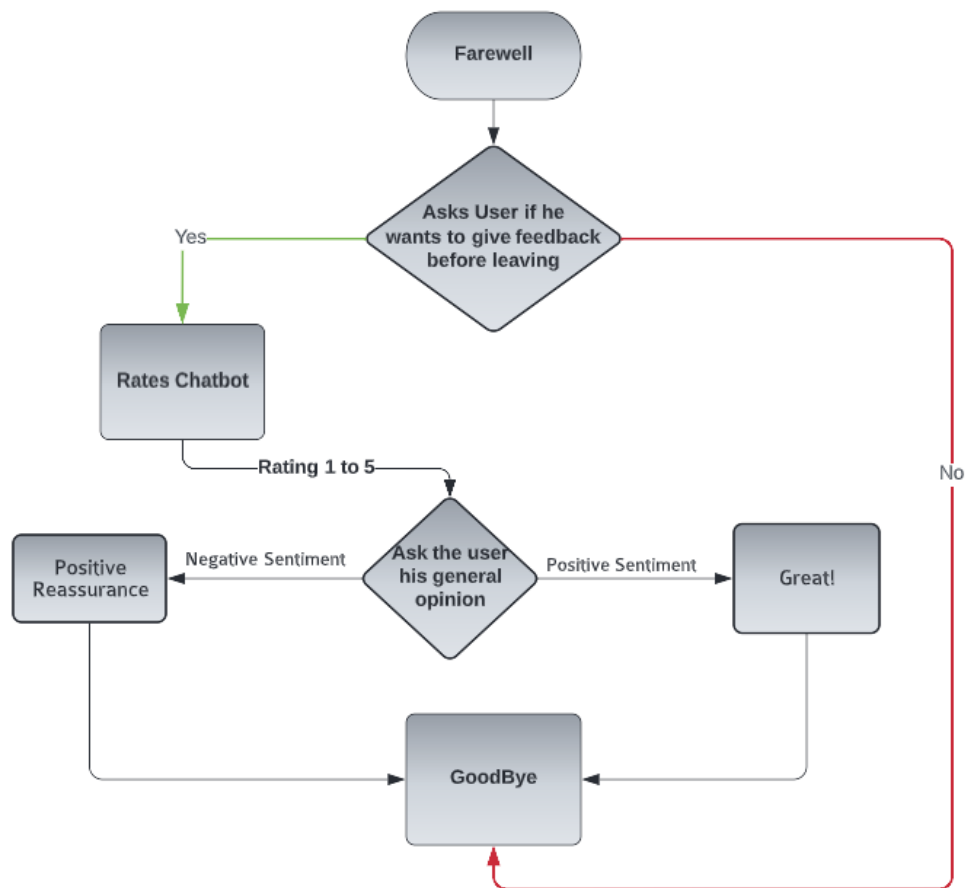 Farewell
Asks User if he
wants to give feedback
before leaving
Yes
Rates Chatbot
Rating 1 to 5
No
Positive
Reassurance
Negative Sentiment
Ask the user
his general
opinion
Positive Sentiment
Great!
GoodBye